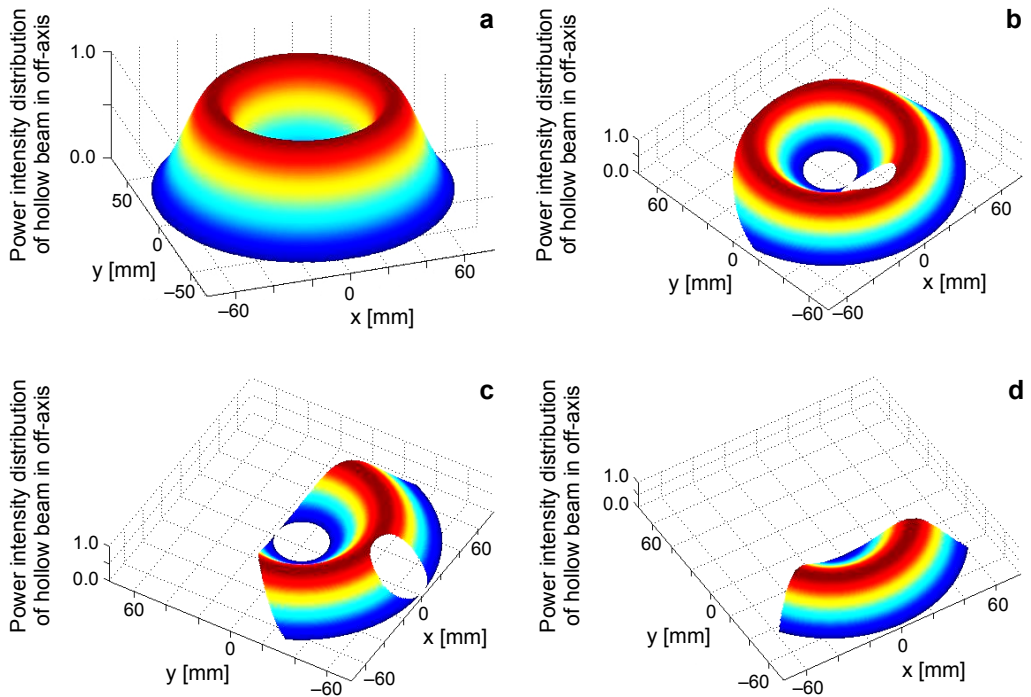 a
Power intensity distribution
of hollow beam in off-axis
1.0
0.0
50
0
−50
y [mm]
−60
0
60
x [mm]
b
Power intensity distribution
of hollow beam in off-axis
1.0
0.0
60
0
−60
y [mm]
−60
0
60
x [mm]
c
Power intensity distribution
of hollow beam in off-axis
1.0
0.0
60
0
−60
y [mm]
−60
0
60
x [mm]
d
Power intensity distribution
of hollow beam in off-axis
1.0
0.0
60
0
−60
y [mm]
−60
0
60
x [mm]